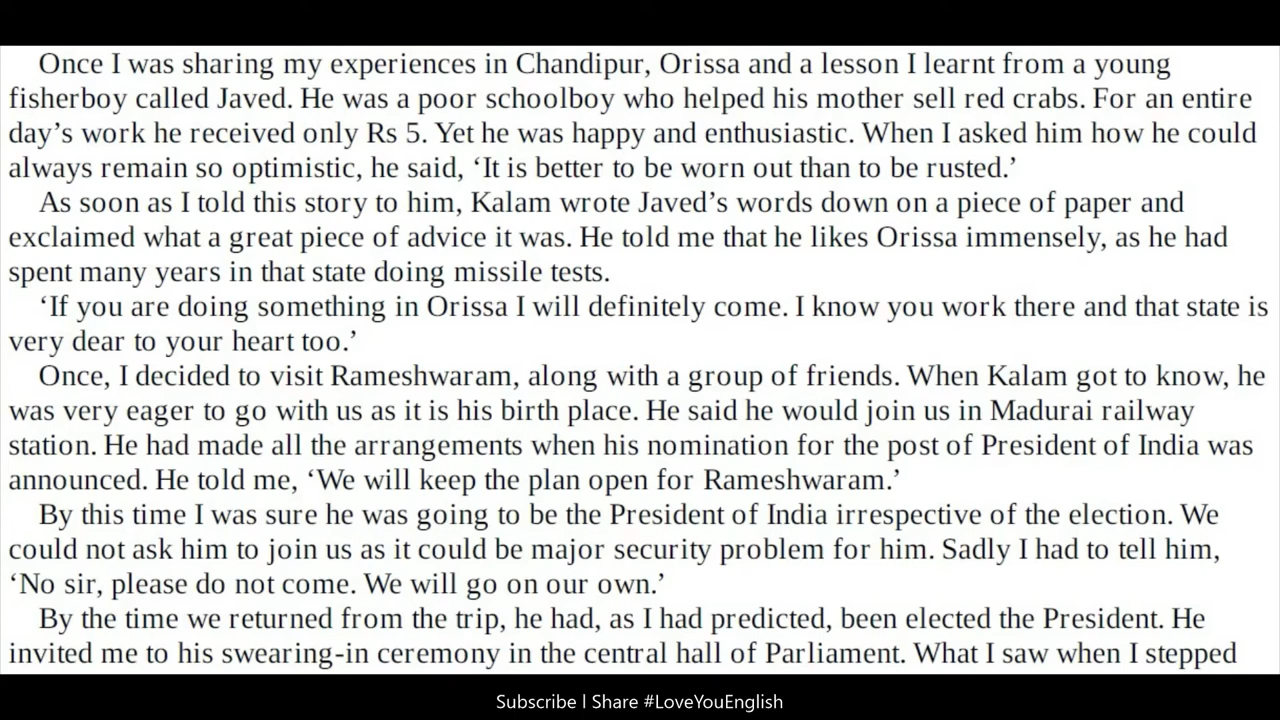 Once I was sharing my experiences in Chandipur, Orissa and a lesson I learnt from a young
fisherboy called Javed. He was a poor schoolboy who helped his mother sell red crabs. For an entire
day’s work he received only Rs 5. Yet he was happy and enthusiastic. When I asked him how he could
always remain so optimistic, he said, ‘It is better to be worn out than to be rusted.’
As soon as I told this story to him, Kalam wrote Javed’s words down on a piece of paper and
exclaimed what a great piece of advice it was. He told me that he likes Orissa immensely, as he had
spent many years in that state doing missile tests.
‘If you are doing something in Orissa I will definitely come. I know you work there and that state is
very dear to your heart too.’
Once, I decided to visit Rameshwaram, along with a group of friends. When Kalam got to know, he
was very eager to go with us as it is his birth place. He said he would join us in Madurai railway
station. He had made all the arrangements when his nomination for the post of President of India was
announced. He told me, ‘We will keep the plan open for Rameshwaram.’
By this time I was sure he was going to be the President of India irrespective of the election. We
could not ask him to join us as it could be major security problem for him. Sadly I had to tell him,
‘No sir, please do not come. We will go on our own.’
By the time we returned from the trip, he had, as I had predicted, been elected the President. He
invited me to his swearing-in ceremony in the central hall of Parliament. What I saw when I stepped
Subscribe | Share #LoveYouEnglish